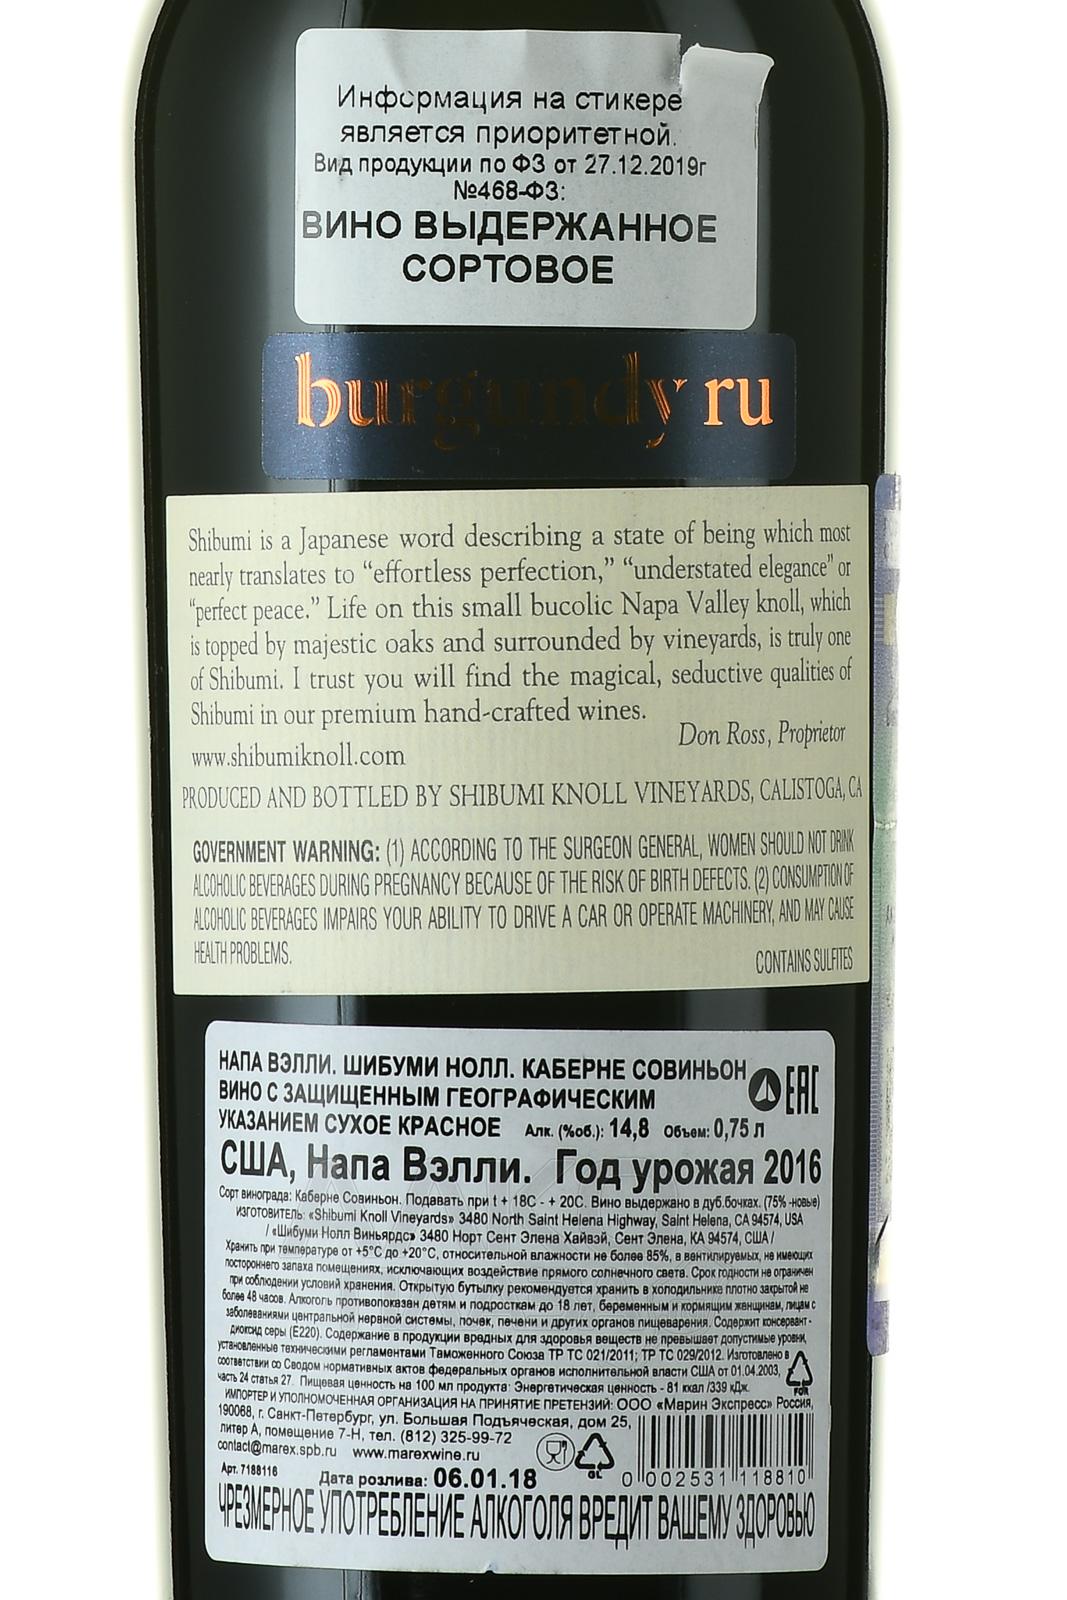 Информация на стикере
является приоритетной.
Вид продукции по ФЗ от 27.12.2019г
№468-ФЗ:
ВИНО ВЫДЕРЖАННОЕ
СОРТОВОЕ
burgundy ru
Shibumi is a Japanese word describing a state of being which most
nearly translates to “effortless perfection,” “understated elegance” or
“perfect peace.” Life on this small bucolic Napa Valley knoll, which
is topped by majestic oaks and surrounded by vineyards, is truly one
of Shibumi. I trust you will find the magical, seductive qualities of
Shibumi in our premium hand-crafted wines.
Don Ross, Proprietor
www.shibumiknoll.com
PRODUCED AND BOTTLED BY SHIBUMI KNOLL VINEYARDS, CALISTOGA, CA
GOVERNMENT WARNING: (1) ACCORDING TO THE SURGEON GENERAL, WOMEN SHOULD NOT DRINK
ALCOHOLIC BEVERAGES DURING PREGNANCY BECAUSE OF THE RISK OF BIRTH DEFECTS. (2) CONSUMPTION OF
ALCOHOLIC BEVERAGES IMPAIRS YOUR ABILITY TO DRIVE A CAR OR OPERATE MACHINERY, AND MAY CAUSE
HEALTH PROBLEMS.
CONTAINS SULFITES
НАПА ВЭЛЛИ. ШИБУМИ НОЛЛ. КАБЕРНЕ СОВИНЬОН
ВИНО С ЗАЩИЩЕННЫМ ГЕОГРАФИЧЕСКИМ
EAC
УКАЗАНИЕМ СУХОЕ КРАСНОЕ Алк. (%об.): 14,8 Объем: 0,75 л
США, Напа Вэлли. Год урожая 2016
Сорт винограда: Каберне Совиньон. Подавать при t + 18С - + 20С. Вино выдержано в дуб.бочках. (75% -новые)
ИЗГОТОВИТЕЛЬ: «Shibumi Knoll Vineyards» 3480 North Saint Helena Highway, Saint Helena, CA 94574, USA
/ «Шибуми Нолл Виньярдс» 3480 Норт Сент Элена Хайвэй, Сент Элена, КА 94574, США /
Хранить при температуре от +5°С до +20°С, относительной влажности не более 85%, в вентилируемых, не имеющих
постороннего запаха помещениях, исключающих воздействие прямого солнечного света. Срок годности не ограничен
при соблюдении условий хранения. Открытую бутылку рекомендуется хранить в холодильнике плотно закрытой не
более 48 часов. Алкоголь противопоказан детям и подросткам до 18 лет, беременным и кормящим женщинам, лицам с
заболеваниями центральной нервной системы, почек, печени и других органов пищеварения. Содержит консервант -
диоксид серы (Е220). Содержание в продукции вредных для здоровья веществ не превышает допустимые уровни,
установленные техническими регламентами Таможенного Союза ТР ТС 021/2011; ТР ТС 029/2012. Изготовлено в
соответствии со Сводом нормативных актов федеральных органов исполнительной власти США от 01.04.2003,
часть 24 статья 27. Пищевая ценность на 100 мл продукта: Энергетическая ценность - 81 ккал /339 кДж.
FOR
ИМПОРТЕР И УПОЛНОМОЧЕННАЯ ОРГАНИЗАЦИЯ НА ПРИНЯТИЕ ПРЕТЕНЗИЙ: ООО «Марин Экспресс» Россия,
190068, г. Санкт-Петербург, ул. Большая Подъяческая, дом 25,
литер А, помещение 7-Н, тел. (812) 325-99-72
contact@marex.spb.ru www.marexwine.ru
GL
Арт. 7188116
Дата розлива: 06.01.18
0 002531 118810
ЧРЕЗМЕРНОЕ УПОТРЕБЛЕНИЕ АЛКОГОЛЯ ВРЕДИТ ВАШЕМУ ЗДОРОВЬЮ